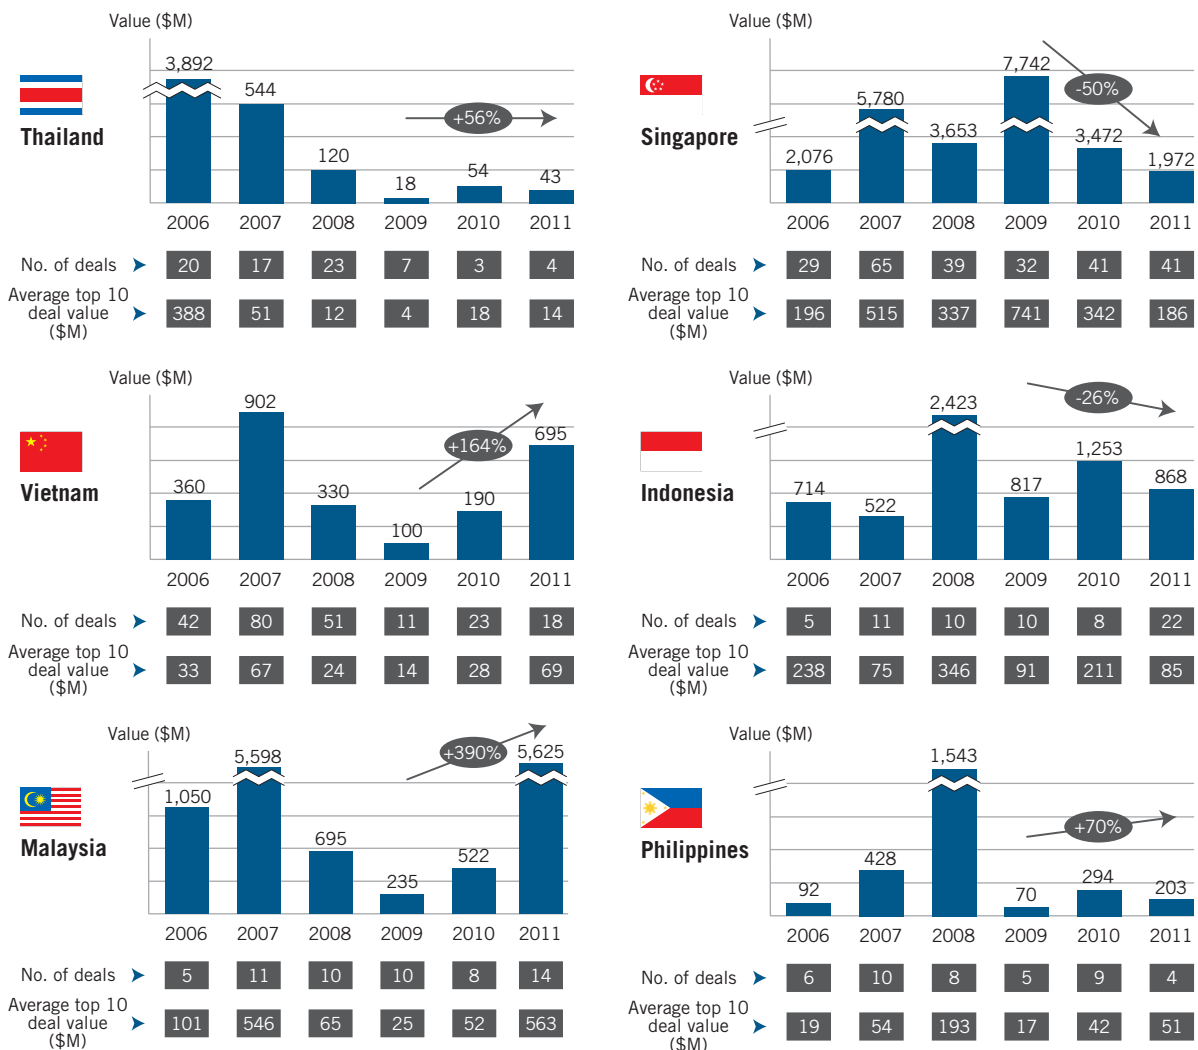 Value ($M)
Thailand
3,892
544
120
18
54
43
+56%
2006 2007 2008 2009 2010 2011
No. of deals 20 17 23 7 3 4
Average top 10
deal value
($M)
388 51 12 4 18 14
Value ($M)
Singapore
2,076
5,780
3,653
7,742
3,472
1,972
-50%
2006 2007 2008 2009 2010 2011
No. of deals 29 65 39 32 41 41
Average top 10
deal value
($M)
196 515 337 741 342 186
Value ($M)
Vietnam
360
902
330
100
190
695
+164%
2006 2007 2008 2009 2010 2011
No. of deals 42 80 51 11 23 18
Average top 10
deal value
($M)
33 67 24 14 28 69
Value ($M)
Indonesia
714
522
2,423
817
1,253
868
-26%
2006 2007 2008 2009 2010 2011
No. of deals 5 11 10 10 8 22
Average top 10
deal value
($M)
238 75 346 91 211 85
Value ($M)
Malaysia
1,050
5,598
695
235
522
5,625
+390%
2006 2007 2008 2009 2010 2011
No. of deals 5 11 10 10 8 14
Average top 10
deal value
($M)
101 546 65 25 52 563
Value ($M)
Philippines
92
428
1,543
70
294
203
+70%
2006 2007 2008 2009 2010 2011
No. of deals 6 10 8 5 9 4
Average top 10
deal value
($M)
19 54 193 17 42 51